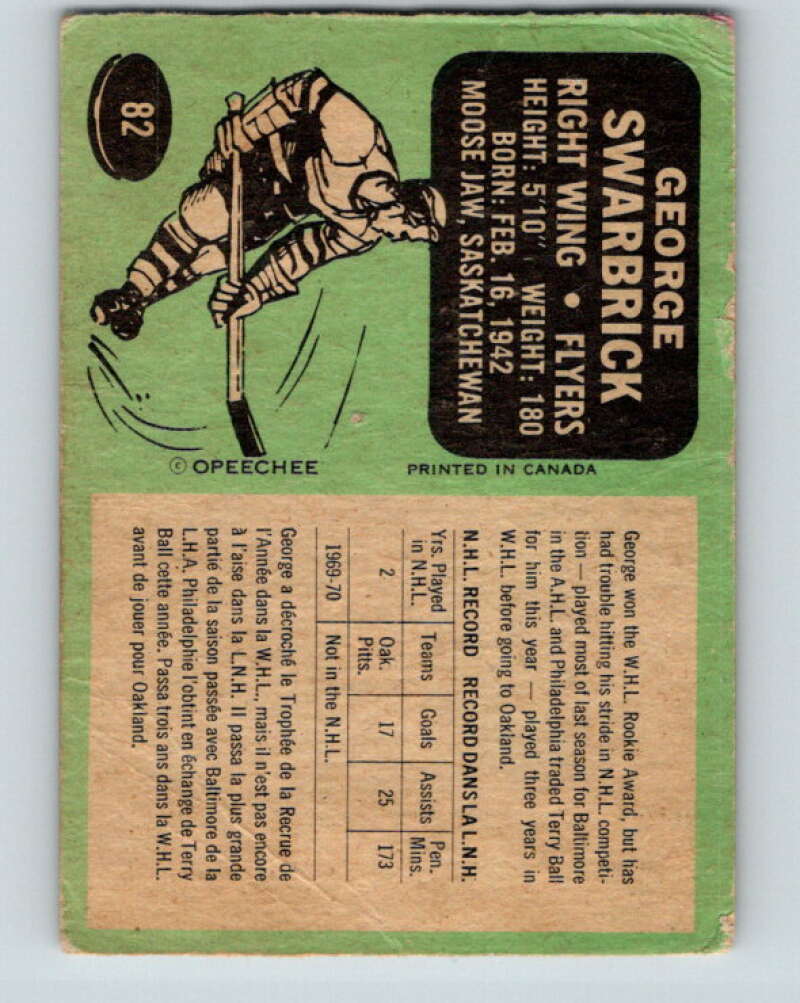 82
GEORGE
SWARBRICK
RIGHT WING • FLYERS
HEIGHT: 5'10" WEIGHT: 180
BORN: FEB. 16, 1942
MOOSE JAW, SASKATCHEWAN
© OPEECHEE
PRINTED IN CANADA
George won the W.H.L. Rookie Award, but has
had trouble hitting his stride in N.H.L. competi-
tion — played most of last season for Baltimore
in the A.H.L. and Philadelphia traded Terry Ball
for him this year — played three years in
W.H.L. before going to Oakland.
N.H.L. RECORD RECORD DANS LA L.N.H.
Yrs. Played Teams Goals Assists Pen.
in N.H.L. Mins.
2 Oak. 17 25 173
Pitts.
1969-70 Not in the N.H.L.
George a décroché le Trophée de la Recrue de
l'Année dans la W.H.L., mais il n'est pas encore
à l'aise dans la L.N.H. Il passa la plus grande
partié de la saison passée avec Baltimore de la
L.H.A. Philadelphie l'obtint en échange de Terry
Ball cette année. Passa trois ans dans la W.H.L.
avant de jouer pour Oakland.